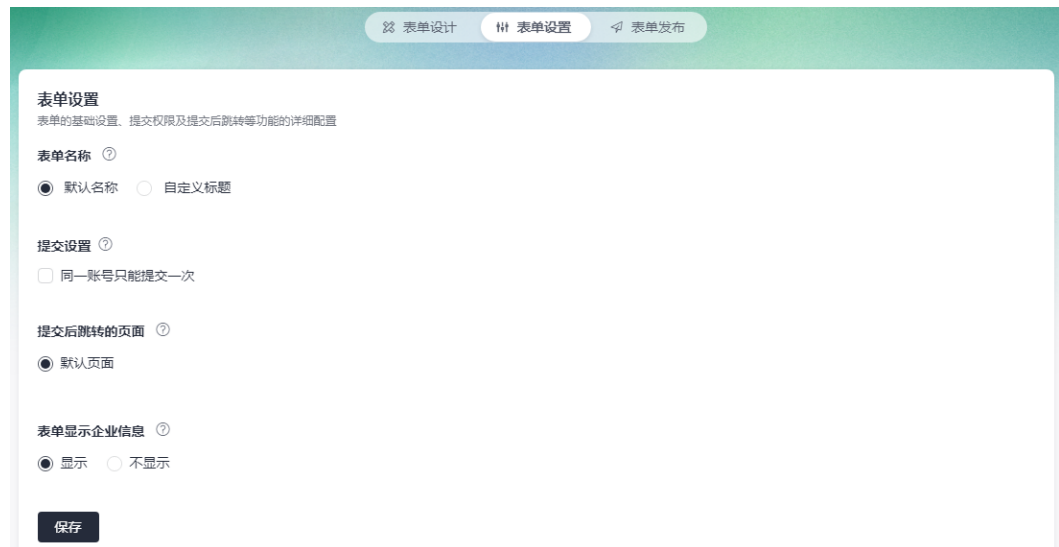 表单设计 表单设置 表单发布
表单设置
表单的基础设置、提交权限及提交后跳转等功能的详细配置
表单名称
默认名称 自定义标题
提交设置
同一账号只能提交一次
提交后跳转的页面
默认页面
表单显示企业信息
显示 不显示
保存